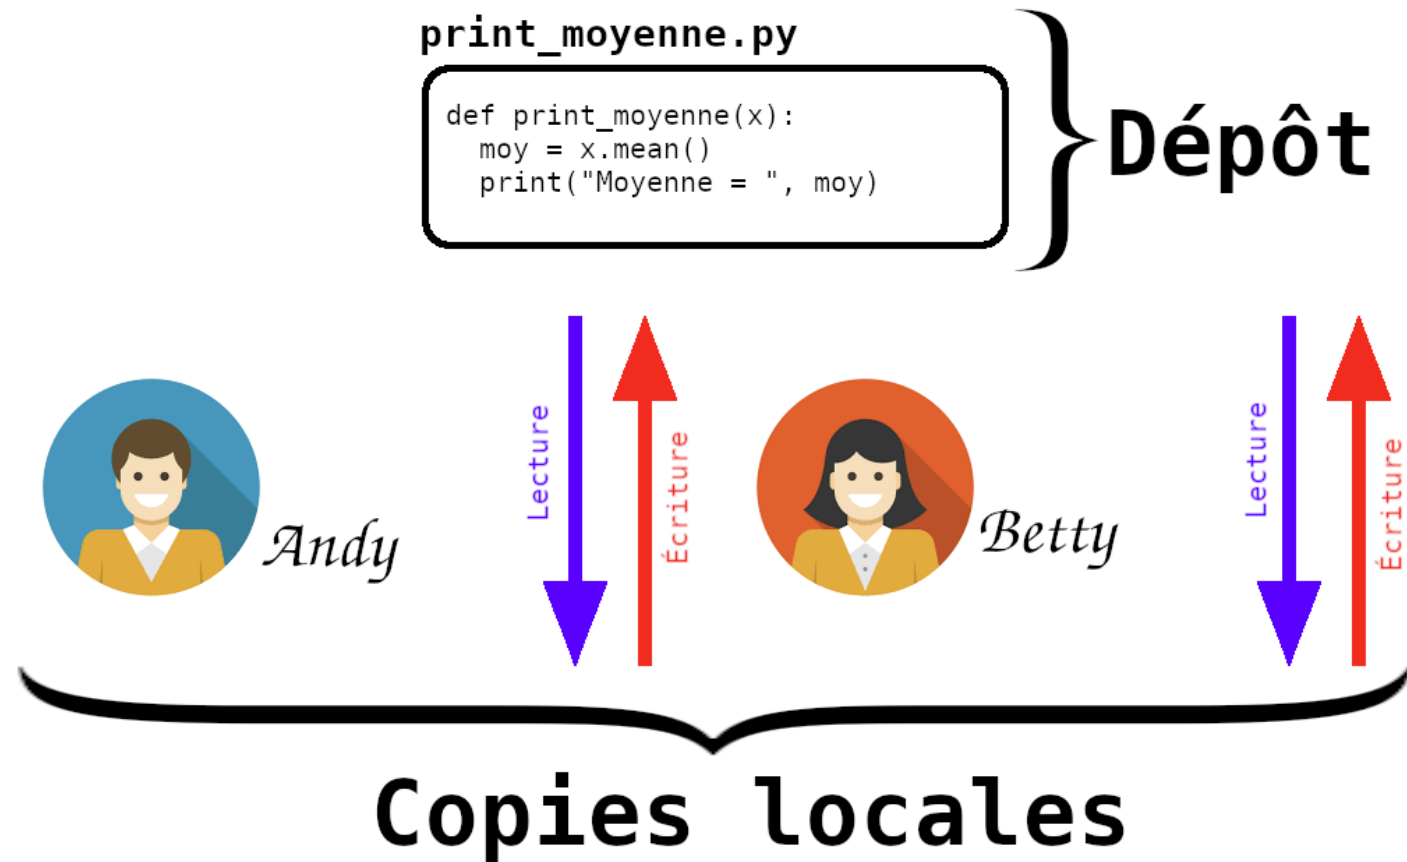 print_moyenne.py
def print_moyenne(x):
  moy = x.mean()
  print("Moyenne = ", moy)
Dépôt
Andy
Lecture
Écriture
Betty
Lecture
Écriture
Copies locales